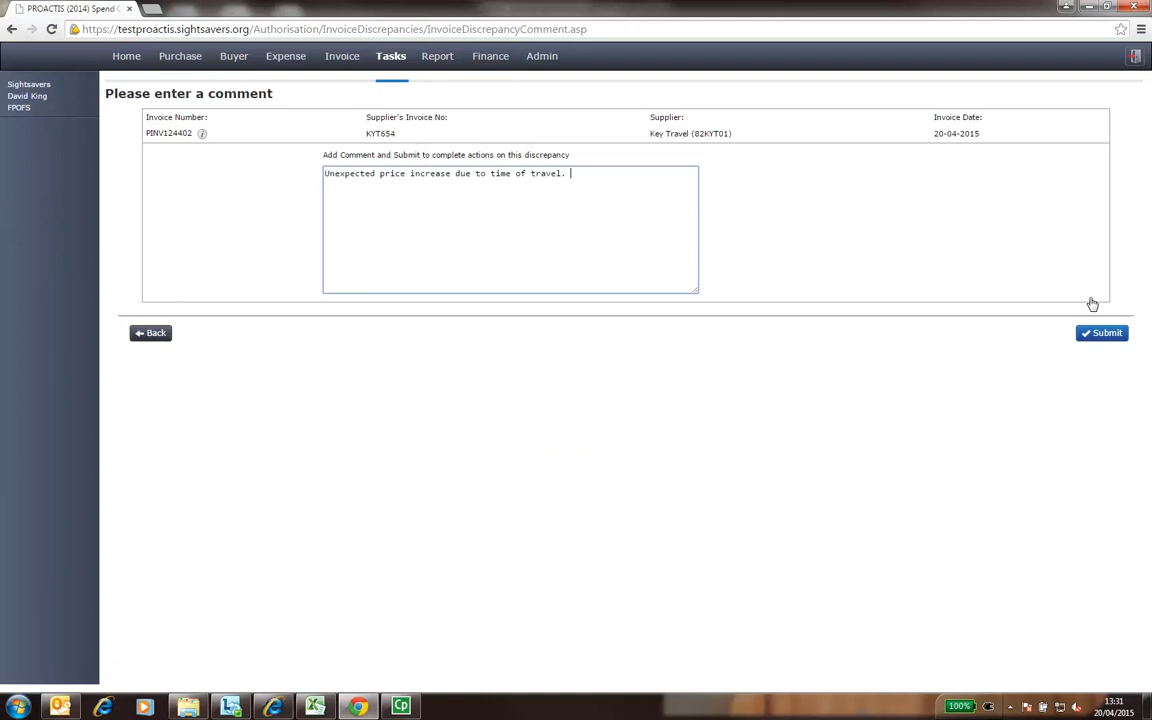 PROACTIS (2014) Spend C
https://testproactis.sightsavers.org/Authorisation/InvoiceDiscrepancies/InvoiceDiscrepancyComment.asp
Home Purchase Buyer Expense Invoice Tasks Report Finance Admin
Sightsavers
David King
FPOFS
Please enter a comment
Invoice Number: Supplier's Invoice No: Supplier: Invoice Date:
PINV124402 i KYT654 Key Travel (82KYT01) 20-04-2015
Add Comment and Submit to complete actions on this discrepancy
Unexpected price increase due to time of travel.
Back Submit
100% 13:31
20/04/2015